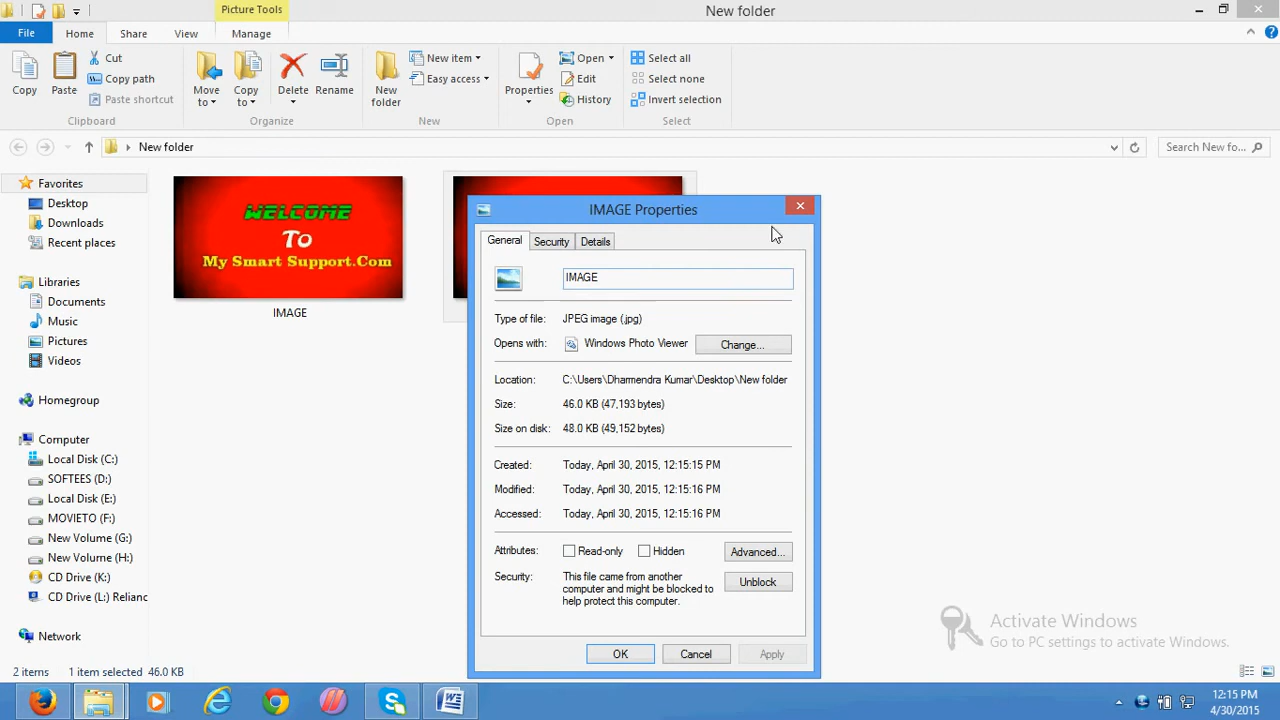 Picture Tools
New folder
File
Home
Share
View
Manage
Copy
Paste
Cut
Copy path
Paste shortcut
Clipboard
Move to
Copy to
Delete
Rename
Organize
New folder
New item
Easy access
New
Properties
Open
Edit
History
Open
Select all
Select none
Invert selection
Select
New folder
Search New fo...
Favorites
Desktop
Downloads
Recent places
Libraries
Documents
Music
Pictures
Videos
Homegroup
Computer
Local Disk (C:)
SOFTEES (D:)
Local Disk (E:)
MOVIETO (F:)
New Volume (G:)
New Volume (H:)
CD Drive (K:)
CD Drive (L:) Relianc
Network
WELCOME
To
My Smart Support.Com
IMAGE
IMAGE Properties
General
Security
Details
IMAGE
Type of file: JPEG image (.jpg)
Opens with: Windows Photo Viewer Change...
Location: C:\Users\Dharmendra Kumar\Desktop\New folder
Size: 46.0 KB (47,193 bytes)
Size on disk: 48.0 KB (49,152 bytes)
Created: Today, April 30, 2015, 12:15:15 PM
Modified: Today, April 30, 2015, 12:15:16 PM
Accessed: Today, April 30, 2015, 12:15:16 PM
Attributes: Read-only Hidden Advanced...
Security: This file came from another
computer and might be blocked to
help protect this computer.
Unblock
OK
Cancel
Apply
Activate Windows
Go to PC settings to activate Windows.
2 items
1 item selected 46.0 KB
12:15 PM
4/30/2015